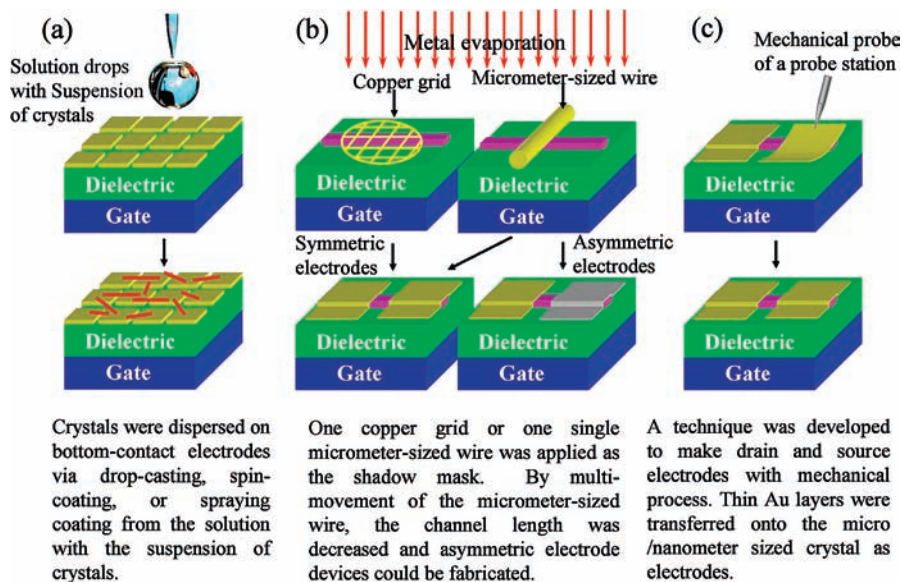 (a)
Solution drops
with Suspension
of crystals
Dielectric
Gate
Dielectric
Gate
Crystals were dispersed on
bottom-contact electrodes
via drop-casting, spin-
coating, or spraying
coating from the solution
with the suspension of
crystals.
(b)
Metal evaporation
Copper grid
Micrometer-sized wire
Dielectric
Gate
Dielectric
Gate
Symmetric
electrodes
Asymmetric
electrodes
Dielectric
Gate
Dielectric
Gate
One copper grid or one single
micrometer-sized wire was applied as
the shadow mask. By multi-
movement of the micrometer-sized
wire, the channel length was
decreased and asymmetric electrode
devices could be fabricated.
(c)
Mechanical probe
of a probe station
Dielectric
Gate
Dielectric
Gate
A technique was developed
to make drain and source
electrodes with mechanical
process. Thin Au layers were
transferred onto the micro
/nanometer sized crystal as
electrodes.